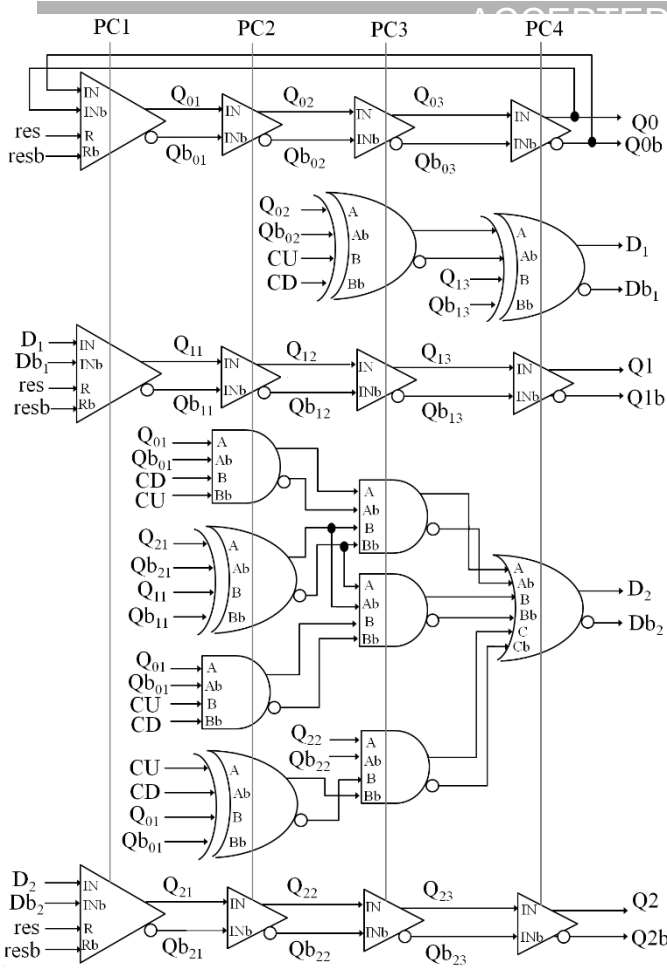 ACCEPTED
PC1 PC2 PC3 PC4
Q01 Q02 Q03
IN INb R Rb
IN INb
IN INb
IN INb
res
resb
Qb01 Qb02 Qb03
Q0
Q0b
Q02
Qb02
CU
CD
A Ab B Bb
Q13
Qb13
A Ab B Bb
D1
Db1
D1
Db1
res
resb
IN INb R Rb
Q11 Q12 Q13
IN INb
IN INb
IN INb
Qb11 Qb12 Qb13
Q1
Q1b
Q01
Qb01
CD
CU
A Ab B Bb
A Ab B Bb
Q21
Qb21
Q11
Qb11
A Ab B Bb
A Ab B Bb
A Ab B Bb C Cb
D2
Db2
Q01
Qb01
CU
CD
A Ab B Bb
Q22
Qb22
A Ab B Bb
CU
CD
Q01
Qb01
A Ab B Bb
D2
Db2
res
resb
IN INb R Rb
Q21 Q22 Q23
IN INb
IN INb
IN INb
Qb21 Qb22 Qb23
Q2
Q2b